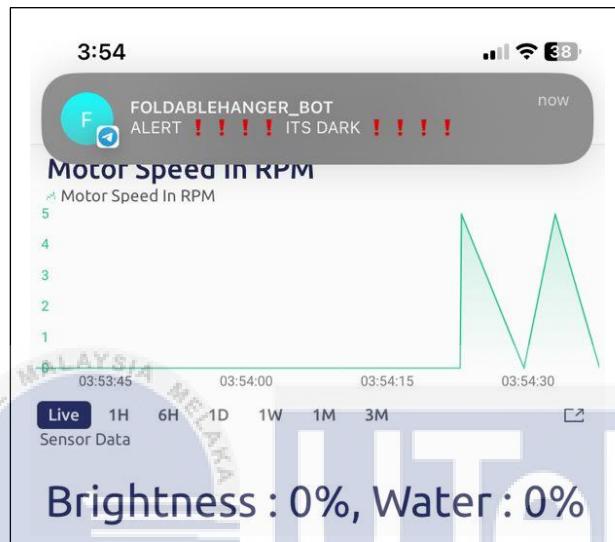 3:54
38
FOLDABLEHANGER_BOT
now
F
ALERT ❗❗❗❗ ITS DARK ❗❗❗❗
Motor Speed In RPM
Motor Speed In RPM
5
4
3
2
1
0
03:53:45 03:54:00 03:54:15 03:54:30
MALAYSIA MELAKA
Live 1H 6H 1D 1W 1M 3M
Sensor Data
Brightness : 0%, Water : 0%